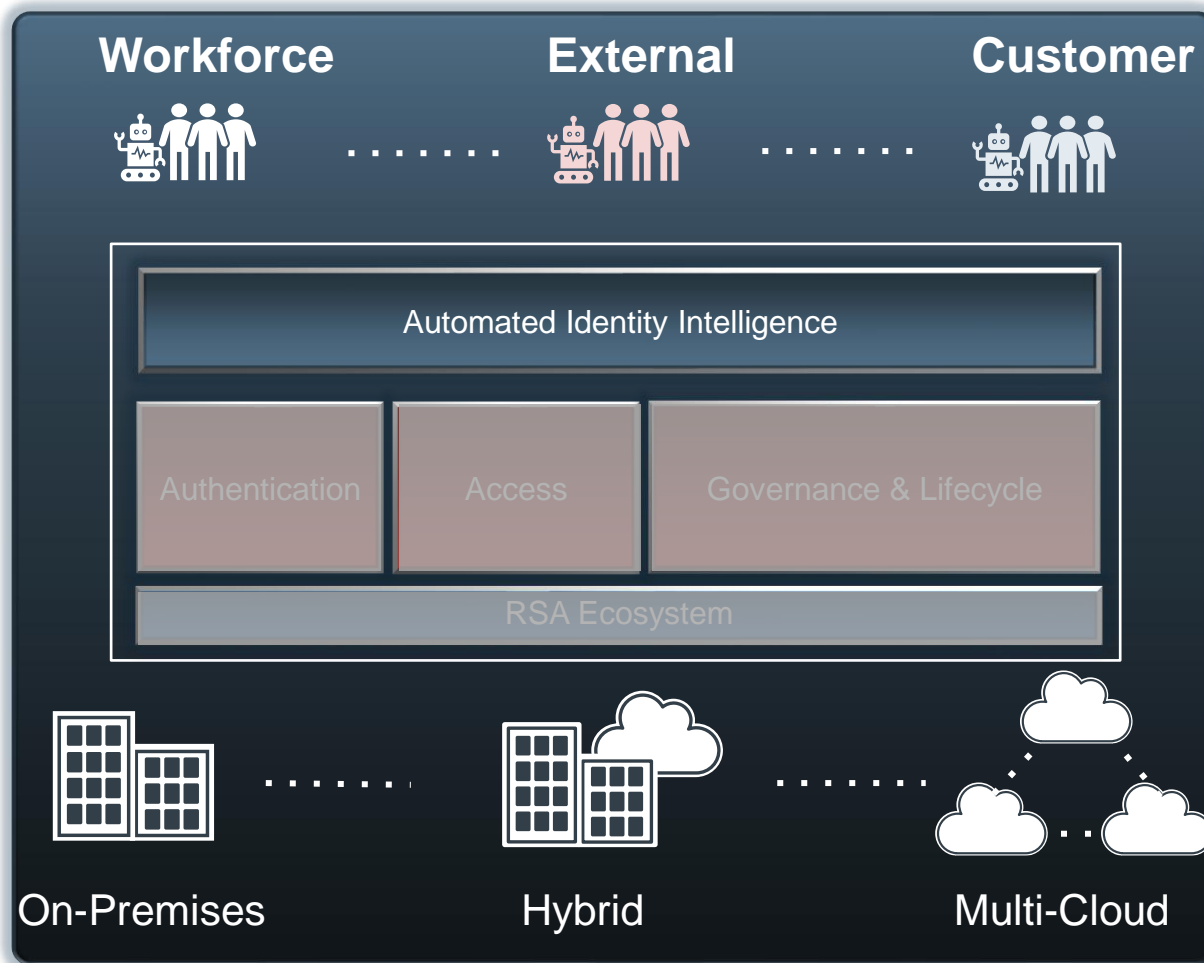 Workforce External Customer
Automated Identity Intelligence
Authentication Access Governance & Lifecycle
RSA Ecosystem
On-Premises Hybrid Multi-Cloud